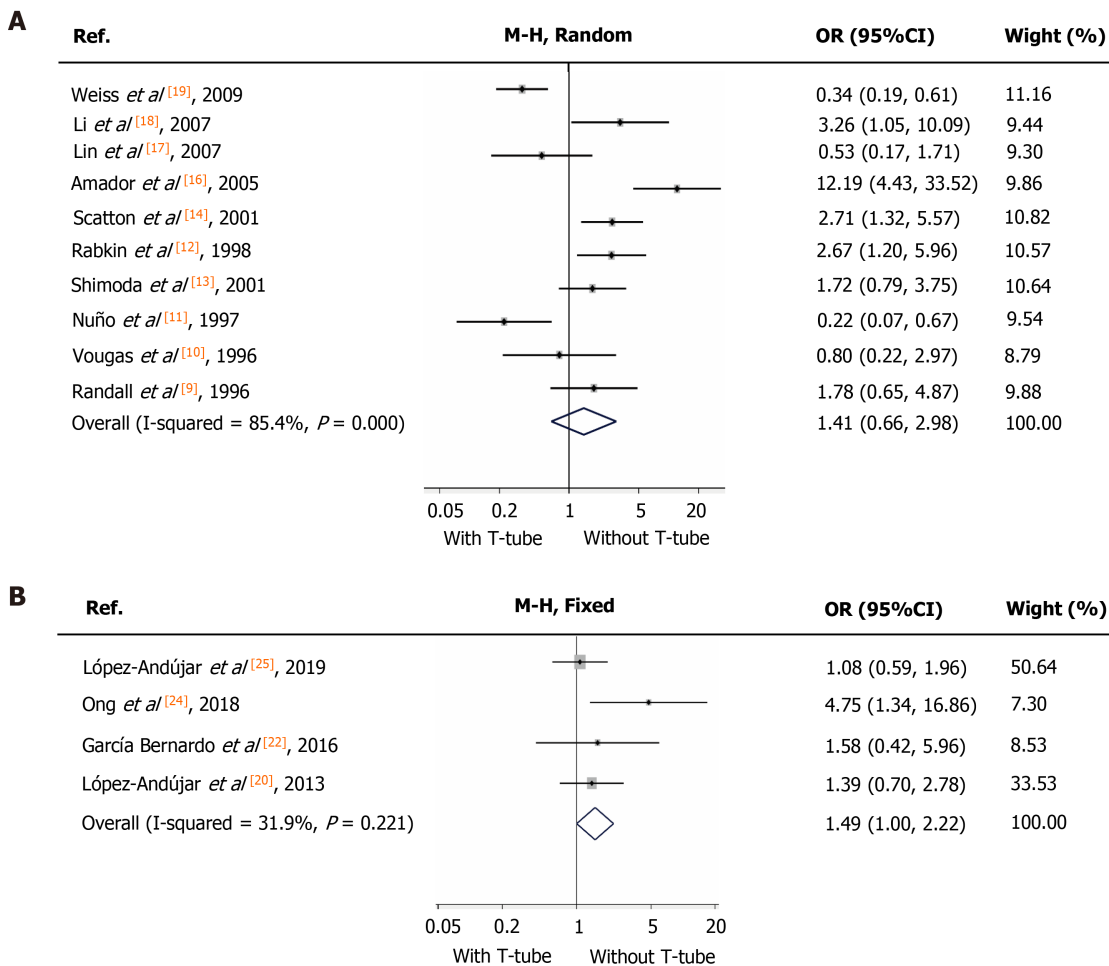 A
Ref. M-H, Random OR (95%CI) Wight (%)
Weiss et al [19], 2009 0.34 (0.19, 0.61) 11.16
Li et al [18], 2007 3.26 (1.05, 10.09) 9.44
Lin et al [17], 2007 0.53 (0.17, 1.71) 9.30
Amador et al [16], 2005 12.19 (4.43, 33.52) 9.86
Scatton et al [14], 2001 2.71 (1.32, 5.57) 10.82
Rabkin et al [12], 1998 2.67 (1.20, 5.96) 10.57
Shimoda et al [13], 2001 1.72 (0.79, 3.75) 10.64
Nuño et al [11], 1997 0.22 (0.07, 0.67) 9.54
Vougas et al [10], 1996 0.80 (0.22, 2.97) 8.79
Randall et al [9], 1996 1.78 (0.65, 4.87) 9.88
Overall (I-squared = 85.4%, P = 0.000) 1.41 (0.66, 2.98) 100.00
0.05 0.2 1 5 20
With T-tube Without T-tube
B
Ref. M-H, Fixed OR (95%CI) Wight (%)
López-Andújar et al [25], 2019 1.08 (0.59, 1.96) 50.64
Ong et al [24], 2018 4.75 (1.34, 16.86) 7.30
García Bernardo et al [22], 2016 1.58 (0.42, 5.96) 8.53
López-Andújar et al [20], 2013 1.39 (0.70, 2.78) 33.53
Overall (I-squared = 31.9%, P = 0.221) 1.49 (1.00, 2.22) 100.00
0.05 0.2 1 5 20
With T-tube Without T-tube